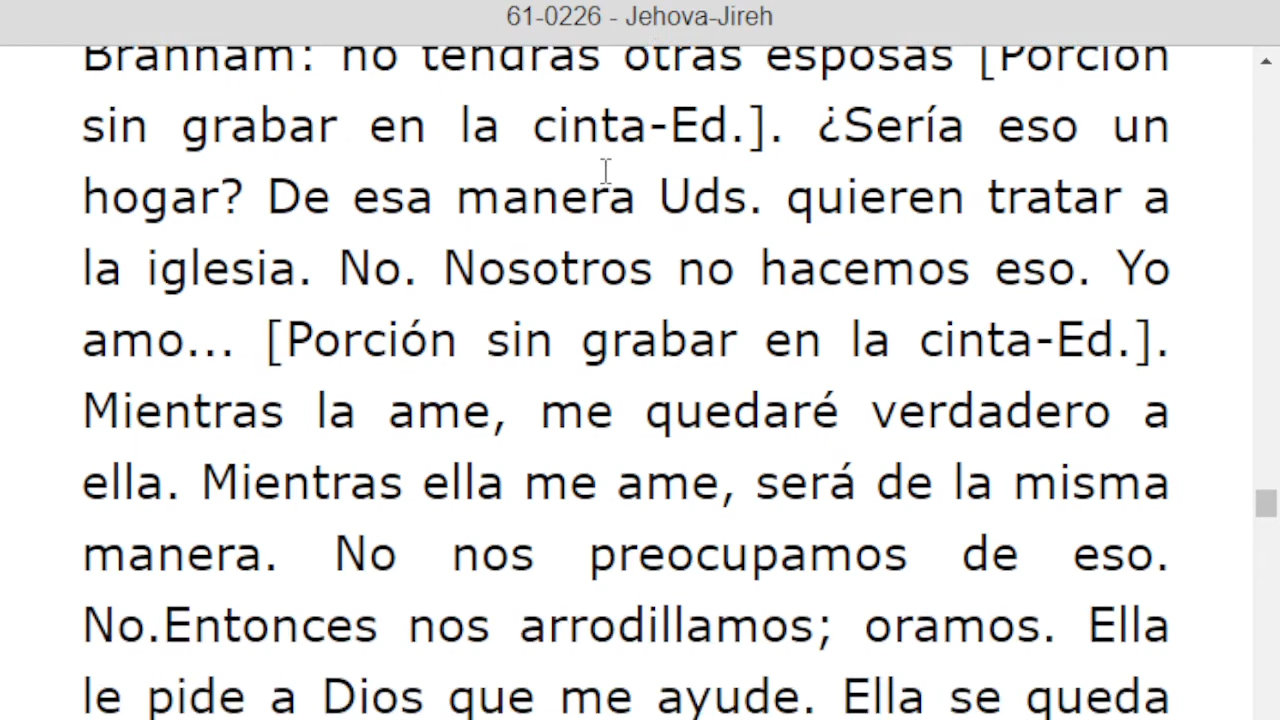 61-0226 - Jehova-Jireh
Branham: no tendrás otras esposas [Porción
sin grabar en la cinta-Ed.]. ¿Sería eso un
hogar? De esa manera Uds. quieren tratar a
la iglesia. No. Nosotros no hacemos eso. Yo
amo... [Porción sin grabar en la cinta-Ed.].
Mientras la ame, me quedaré verdadero a
ella. Mientras ella me ame, será de la misma
manera. No nos preocupamos de eso.
No.Entonces nos arrodillamos; oramos. Ella
le pide a Dios que me ayude. Ella se queda